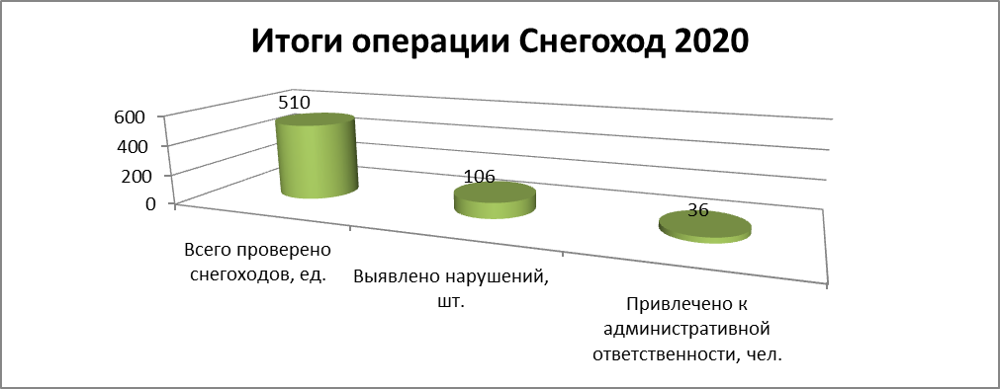 Итоги операции Снегоход 2020
600
400
200
0
510
106
36
Всего проверено
снегоходов, ед.
Выявлено нарушений,
шт.
Привлечено к
административной
ответственности, чел.